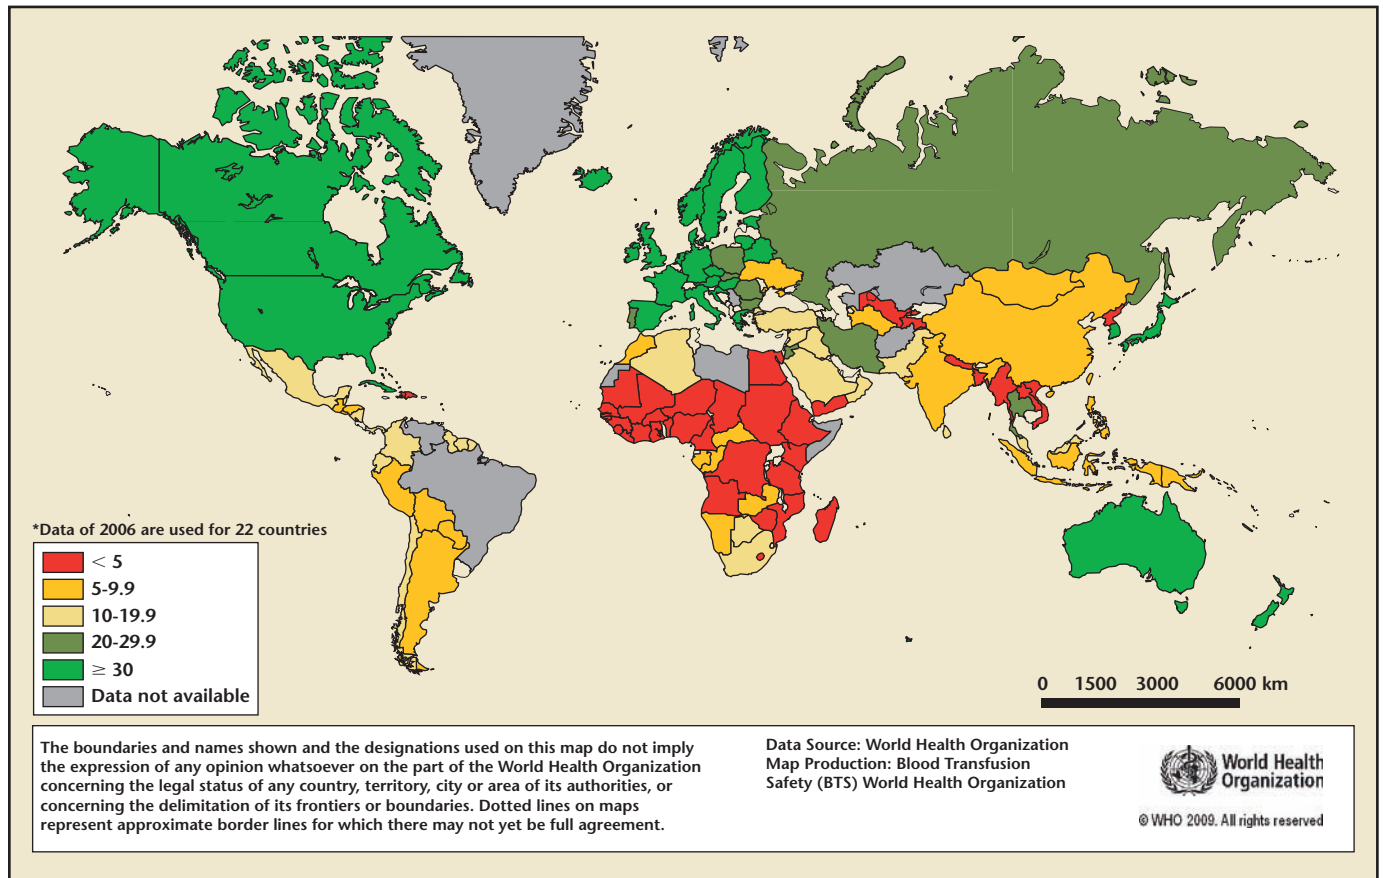 *Data of 2006 are used for 22 countries
< 5
5-9.9
10-19.9
20-29.9
≥ 30
Data not available
0 1500 3000 6000 km
The boundaries and names shown and the designations used on this map do not imply
the expression of any opinion whatsoever on the part of the World Health Organization
concerning the legal status of any country, territory, city or area of its authorities, or
concerning the delimitation of its frontiers or boundaries. Dotted lines on maps
represent approximate border lines for which there may not yet be full agreement.
Data Source: World Health Organization
Map Production: Blood Transfusion
Safety (BTS) World Health Organization
World Health
Organization
© WHO 2009. All rights reserved